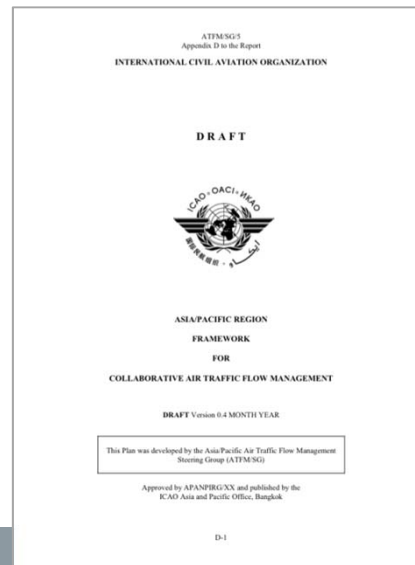 ATFM/SG/5
Appendix D to the Report
INTERNATIONAL CIVIL AVIATION ORGANIZATION
DRAFT
ICAO · OACI · ИКАО
ASIA/PACIFIC REGION
FRAMEWORK
FOR
COLLABORATIVE AIR TRAFFIC FLOW MANAGEMENT
DRAFT Version 0.4 MONTH YEAR
This Plan was developed by the Asia/Pacific Air Traffic Flow Management
Steering Group (ATFM/SG)
Approved by APANPIRG/XX and published by the
ICAO Asia and Pacific Office, Bangkok
D-1